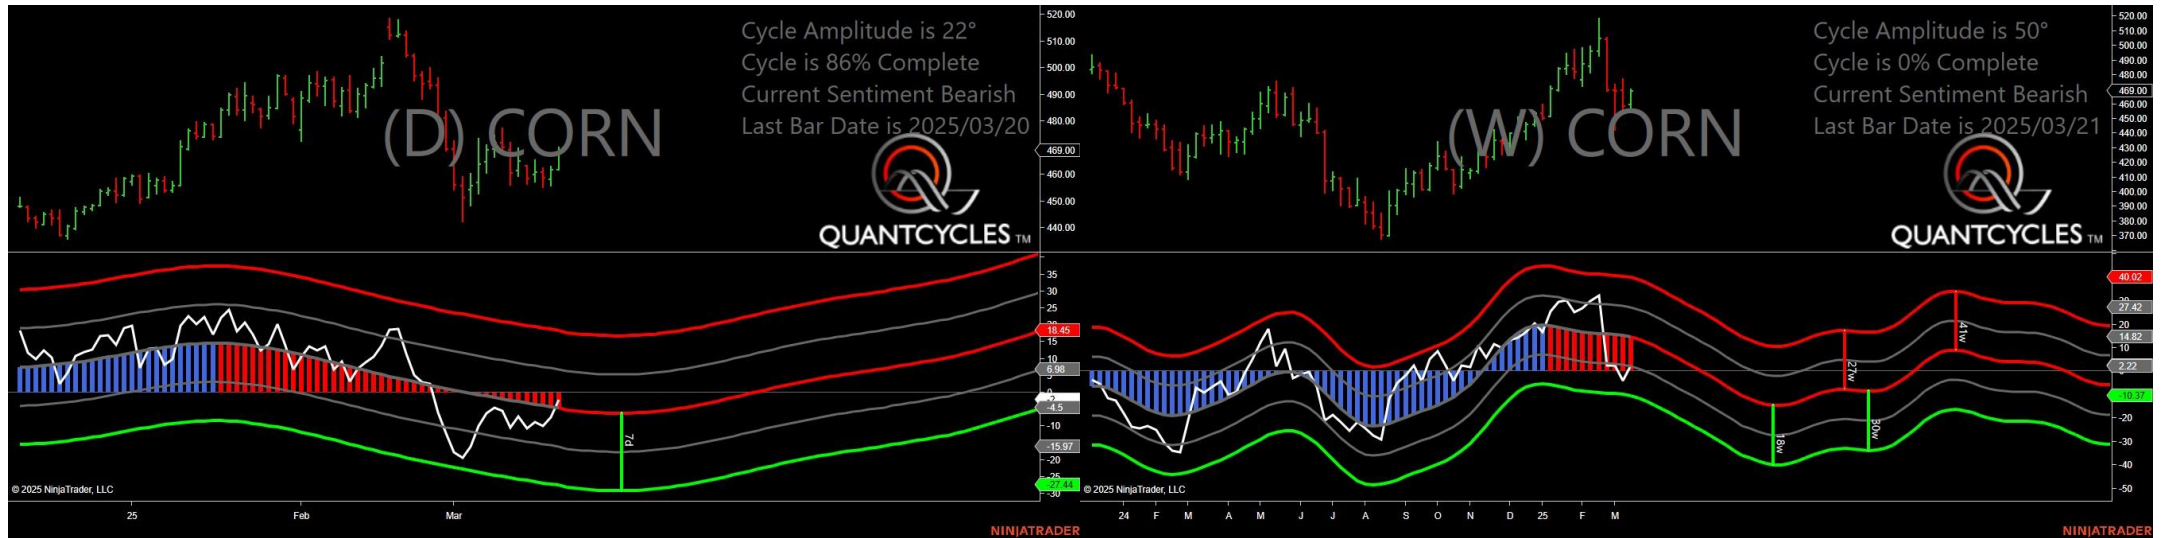 Cycle Amplitude is 22°
Cycle is 86% Complete
Current Sentiment Bearish
Last Bar Date is 2025/03/20
(D) CORN
QUANTCYCLES TM
520.00
510.00
500.00
490.00
480.00
469.00
460.00
450.00
440.00
35
30
25
18.45
15
10
6.98
0
-2
-4.5
-10
-15.97
-20
-27.44
-30
7d
© 2025 NinjaTrader, LLC
25
Feb
Mar
NINJATRADER
Cycle Amplitude is 50°
Cycle is 0% Complete
Current Sentiment Bearish
Last Bar Date is 2025/03/21
(W) CORN
QUANTCYCLES TM
520.00
510.00
500.00
490.00
480.00
469.00
460.00
450.00
440.00
430.00
420.00
410.00
400.00
390.00
380.00
370.00
40.02
27.42
20
14.82
10
2.22
-10.37
-20
-30
-40
-50
18w
27w
30w
41w
© 2025 NinjaTrader, LLC
24
F
M
A
M
J
J
A
S
O
N
D
25
F
M
NINJATRADER